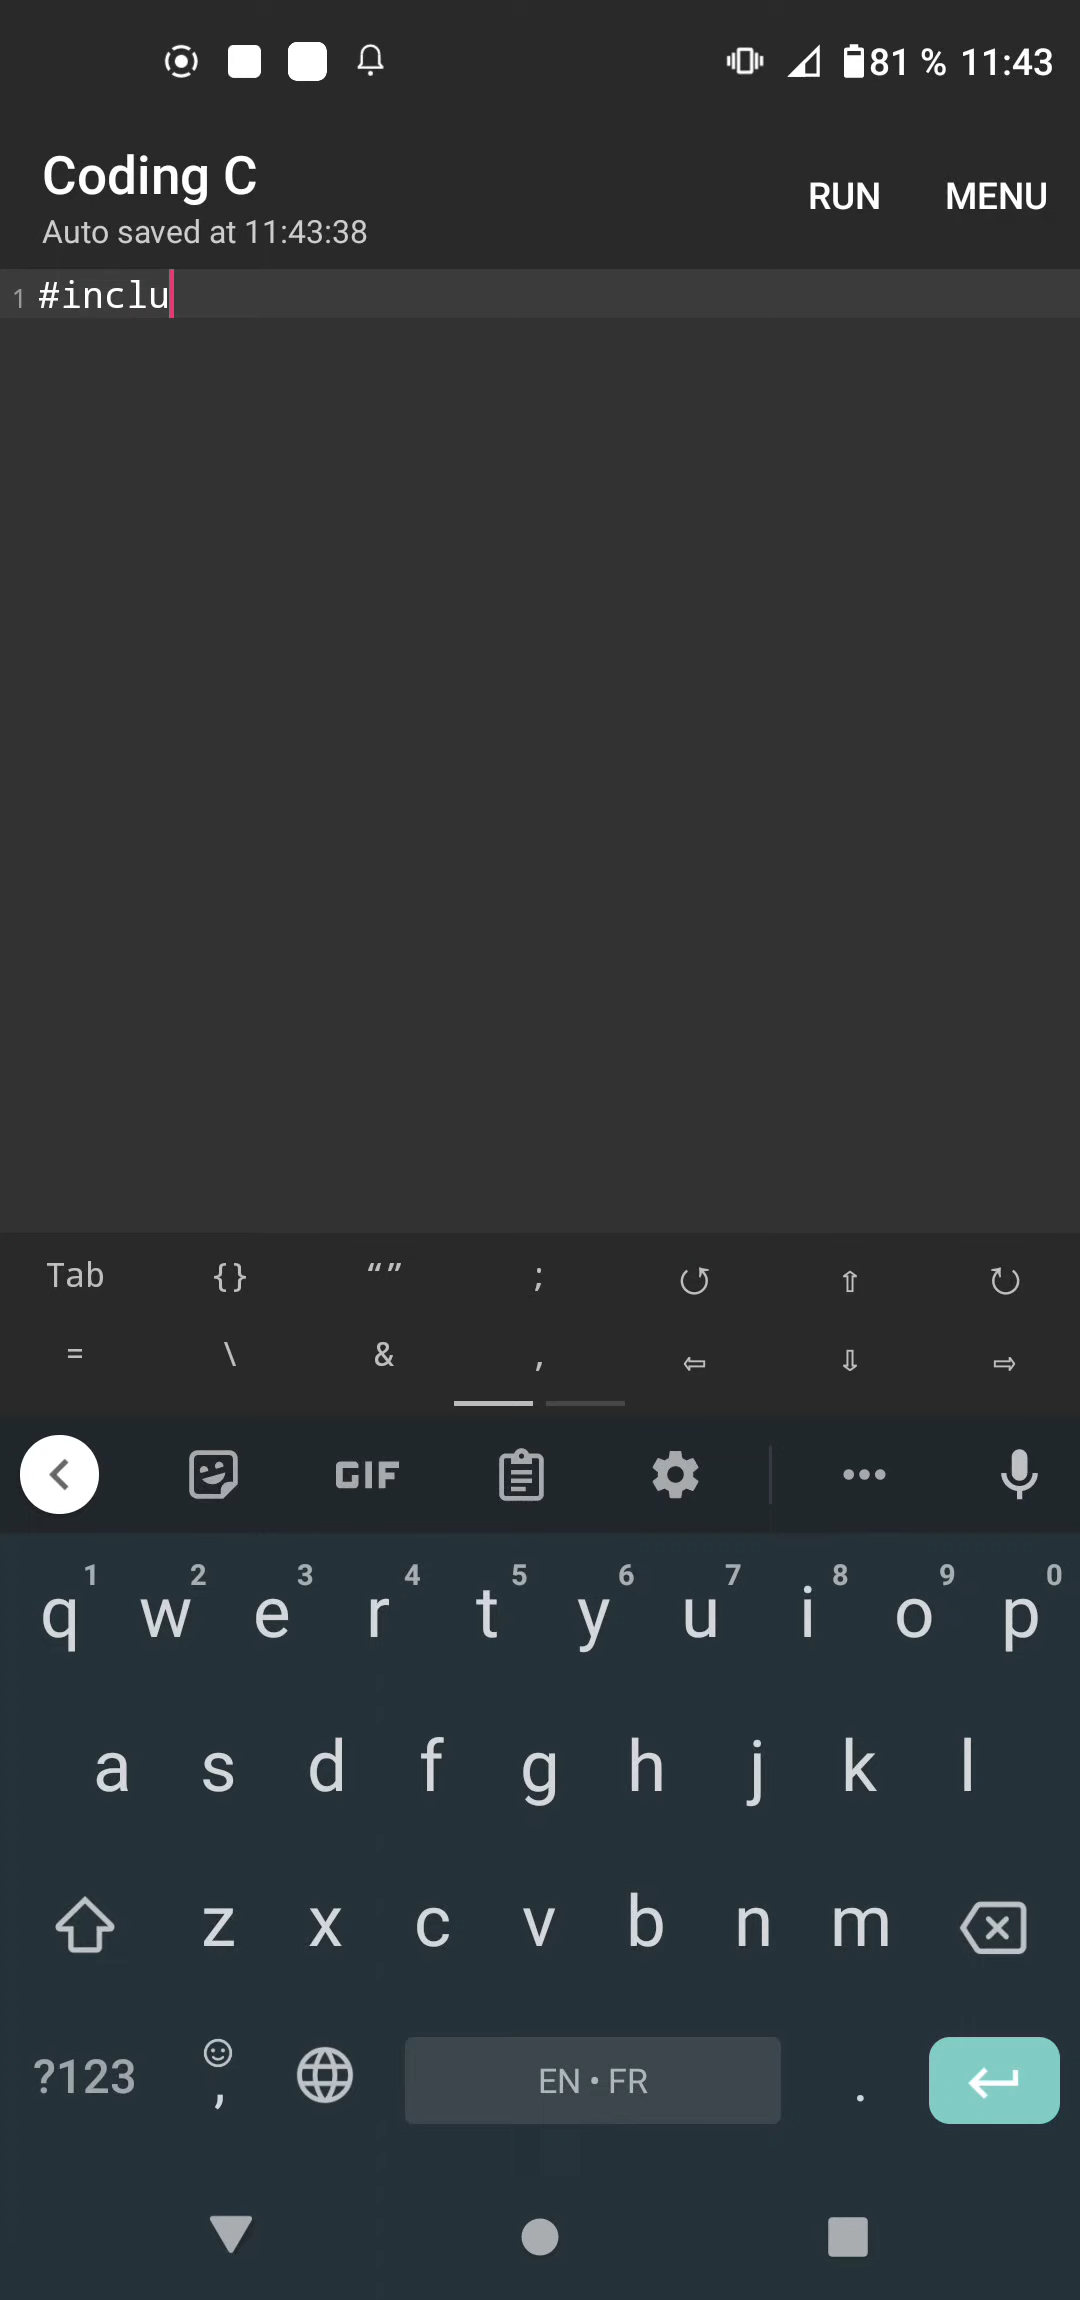 81 % 11:43
Coding C
RUN MENU
Auto saved at 11:43:38
1 #inclu
Tab {} “” ; ↺ ⇧ ↻
= \ & , ⇦ ⇩ ⇨
GIF
1 2 3 4 5 6 7 8 9 0
q w e r t y u i o p
a s d f g h j k l
z x c v b n m
?123 , EN • FR .